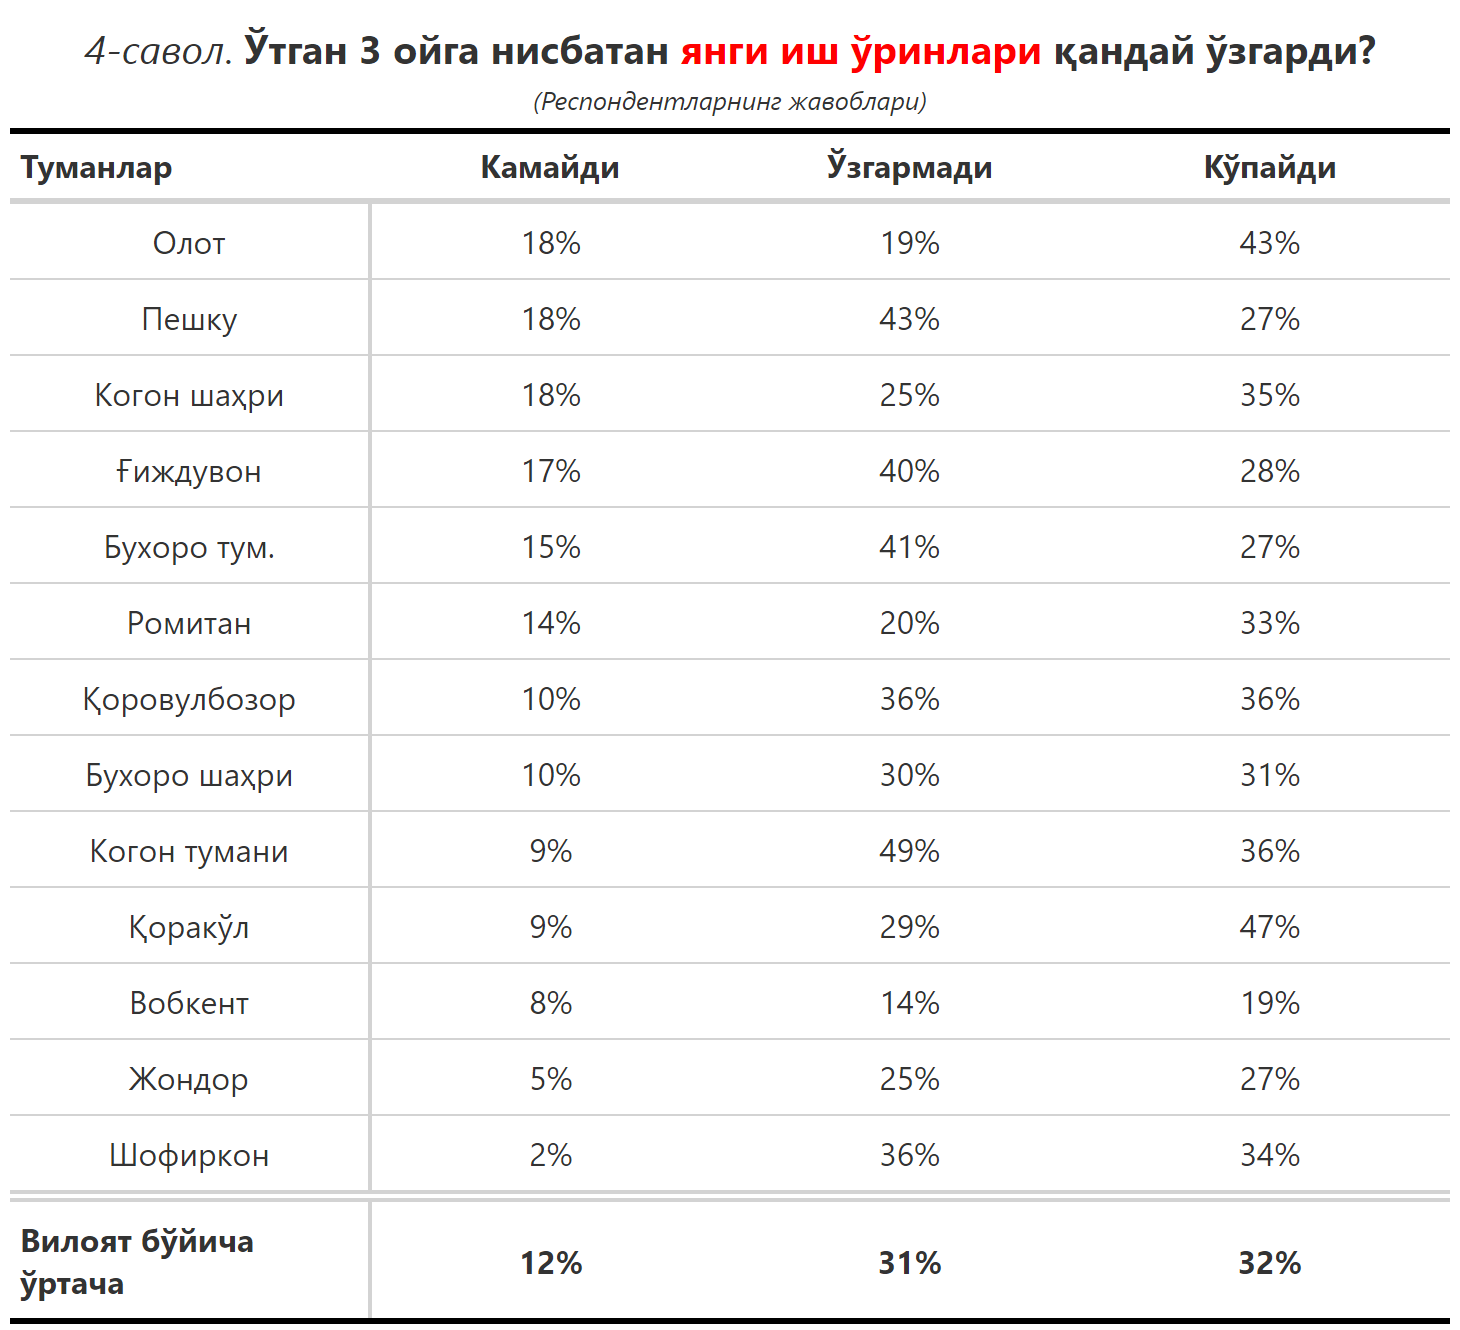 4-савол. Ўтган 3 ойга нисбатан янги иш ўринлари қандай ўзгарди?
(Респондентларнинг жавоблари)
Туманлар Камайди Ўзгармади Кўпайди
Олот 18% 19% 43%
Пешку 18% 43% 27%
Когон шаҳри 18% 25% 35%
Ғиждувон 17% 40% 28%
Бухоро тум. 15% 41% 27%
Ромитан 14% 20% 33%
Қоровулбозор 10% 36% 36%
Бухоро шаҳри 10% 30% 31%
Когон тумани 9% 49% 36%
Қоракўл 9% 29% 47%
Вобкент 8% 14% 19%
Жондор 5% 25% 27%
Шофиркон 2% 36% 34%
Вилоят бўйича
ўртача 12% 31% 32%